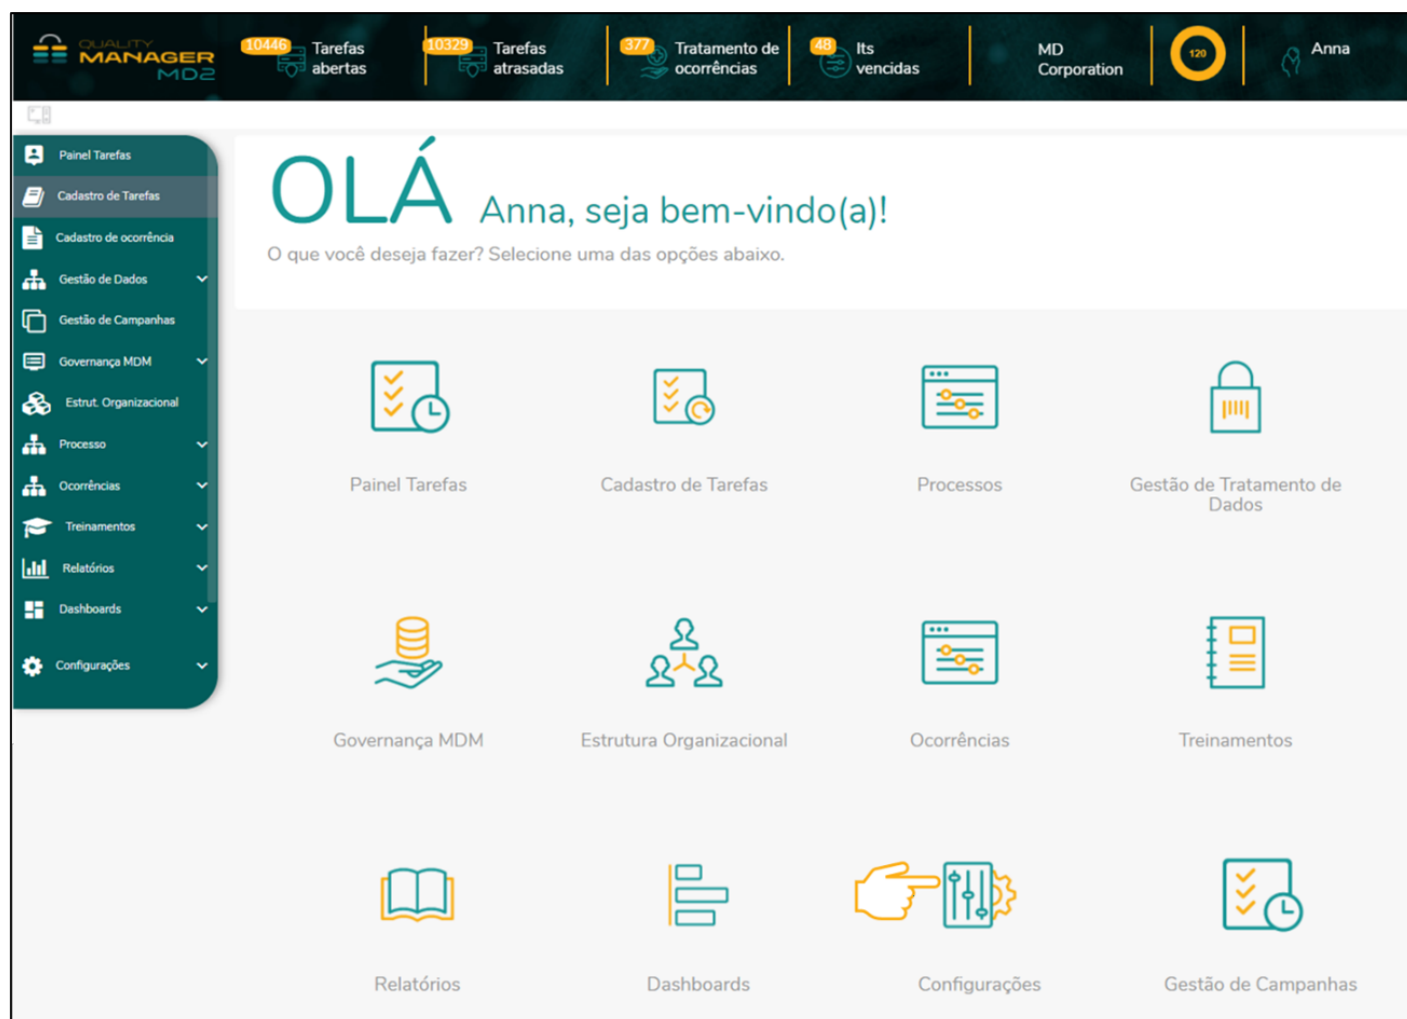 QUALITY
MANAGER
MD2
10446
Tarefas
abertas
10329
Tarefas
atrasadas
377
Tratamento de
ocorrências
48
Its
vencidas
MD
Corporation
120
Anna
Painel Tarefas
Cadastro de Tarefas
Cadastro de ocorrência
Gestão de Dados
Gestão de Campanhas
Governança MDM
Estrut. Organizacional
Processo
Ocorrências
Treinamentos
Relatórios
Dashboards
Configurações
OLÁ Anna, seja bem-vindo(a)!
O que você deseja fazer? Selecione uma das opções abaixo.
Painel Tarefas
Cadastro de Tarefas
Processos
Gestão de Tratamento de
Dados
Governança MDM
Estrutura Organizacional
Ocorrências
Treinamentos
Relatórios
Dashboards
Configurações
Gestão de Campanhas